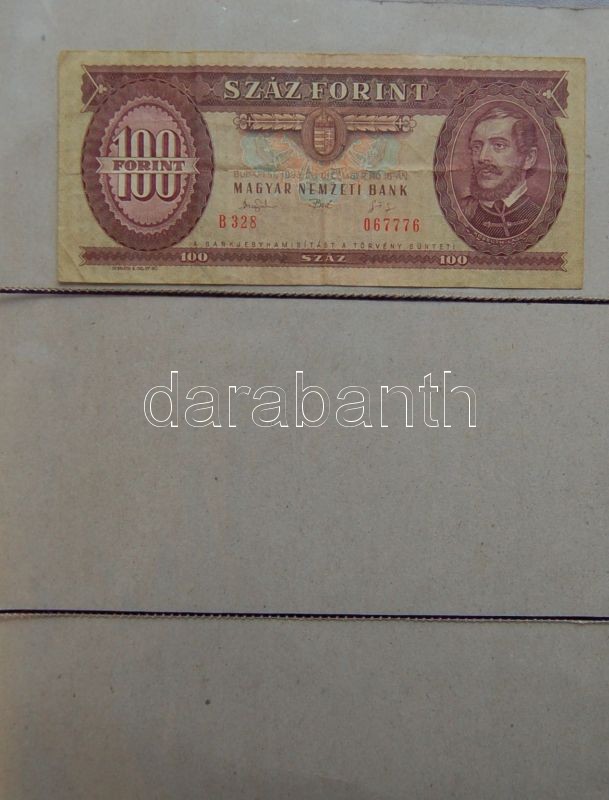 SZÁZ FORINT
100
FORINT
MAGYAR NEMZETI BANK
B 328 067776
A BANKJEGYHAMISÍTÁST A TÖRVÉNY BÜNTETI
100 SZÁZ 100
darabanth